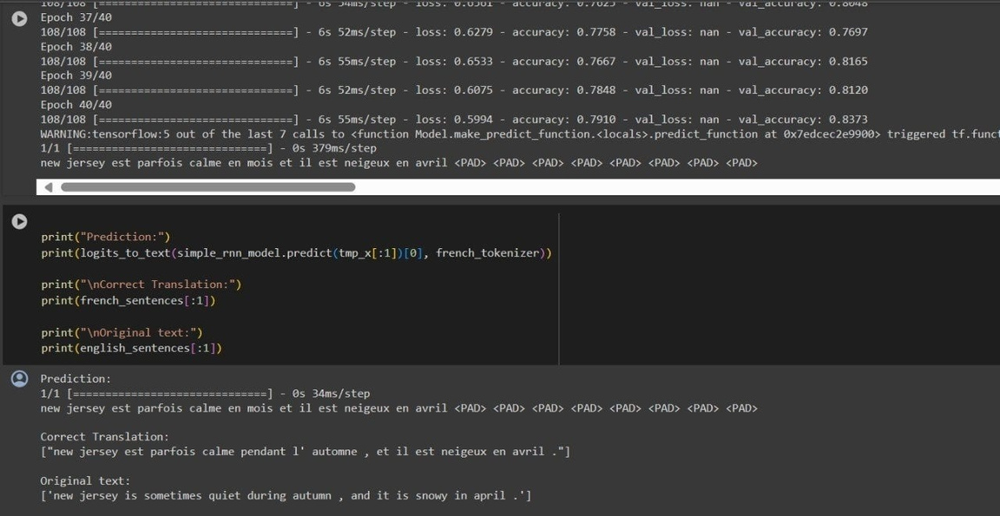 108/108 [==============================] - 6s 54ms/step - loss: 0.6561 - accuracy: 0.7625 - val_loss: nan - val_accuracy: 0.8048
Epoch 37/40
108/108 [==============================] - 6s 52ms/step - loss: 0.6279 - accuracy: 0.7758 - val_loss: nan - val_accuracy: 0.7697
Epoch 38/40
108/108 [==============================] - 6s 55ms/step - loss: 0.6533 - accuracy: 0.7667 - val_loss: nan - val_accuracy: 0.8165
Epoch 39/40
108/108 [==============================] - 6s 52ms/step - loss: 0.6075 - accuracy: 0.7848 - val_loss: nan - val_accuracy: 0.8120
Epoch 40/40
108/108 [==============================] - 6s 55ms/step - loss: 0.5994 - accuracy: 0.7910 - val_loss: nan - val_accuracy: 0.8373
WARNING:tensorflow:5 out of the last 7 calls to <function Model.make_predict_function.<locals>.predict_function at 0x7edcec2e9900> triggered tf.funct
1/1 [==============================] - 0s 379ms/step
new jersey est parfois calme en mois et il est neigeux en avril <PAD> <PAD> <PAD> <PAD> <PAD> <PAD> <PAD> <PAD>
print("Prediction:")
print(logits_to_text(simple_rnn_model.predict(tmp_x[:1])[0], french_tokenizer))
print("\nCorrect Translation:")
print(french_sentences[:1])
print("\nOriginal text:")
print(english_sentences[:1])
Prediction:
1/1 [==============================] - 0s 34ms/step
new jersey est parfois calme en mois et il est neigeux en avril <PAD> <PAD> <PAD> <PAD> <PAD> <PAD> <PAD> <PAD>
Correct Translation:
["new jersey est parfois calme pendant l' automne , et il est neigeux en avril ."]
Original text:
['new jersey is sometimes quiet during autumn , and it is snowy in april .']